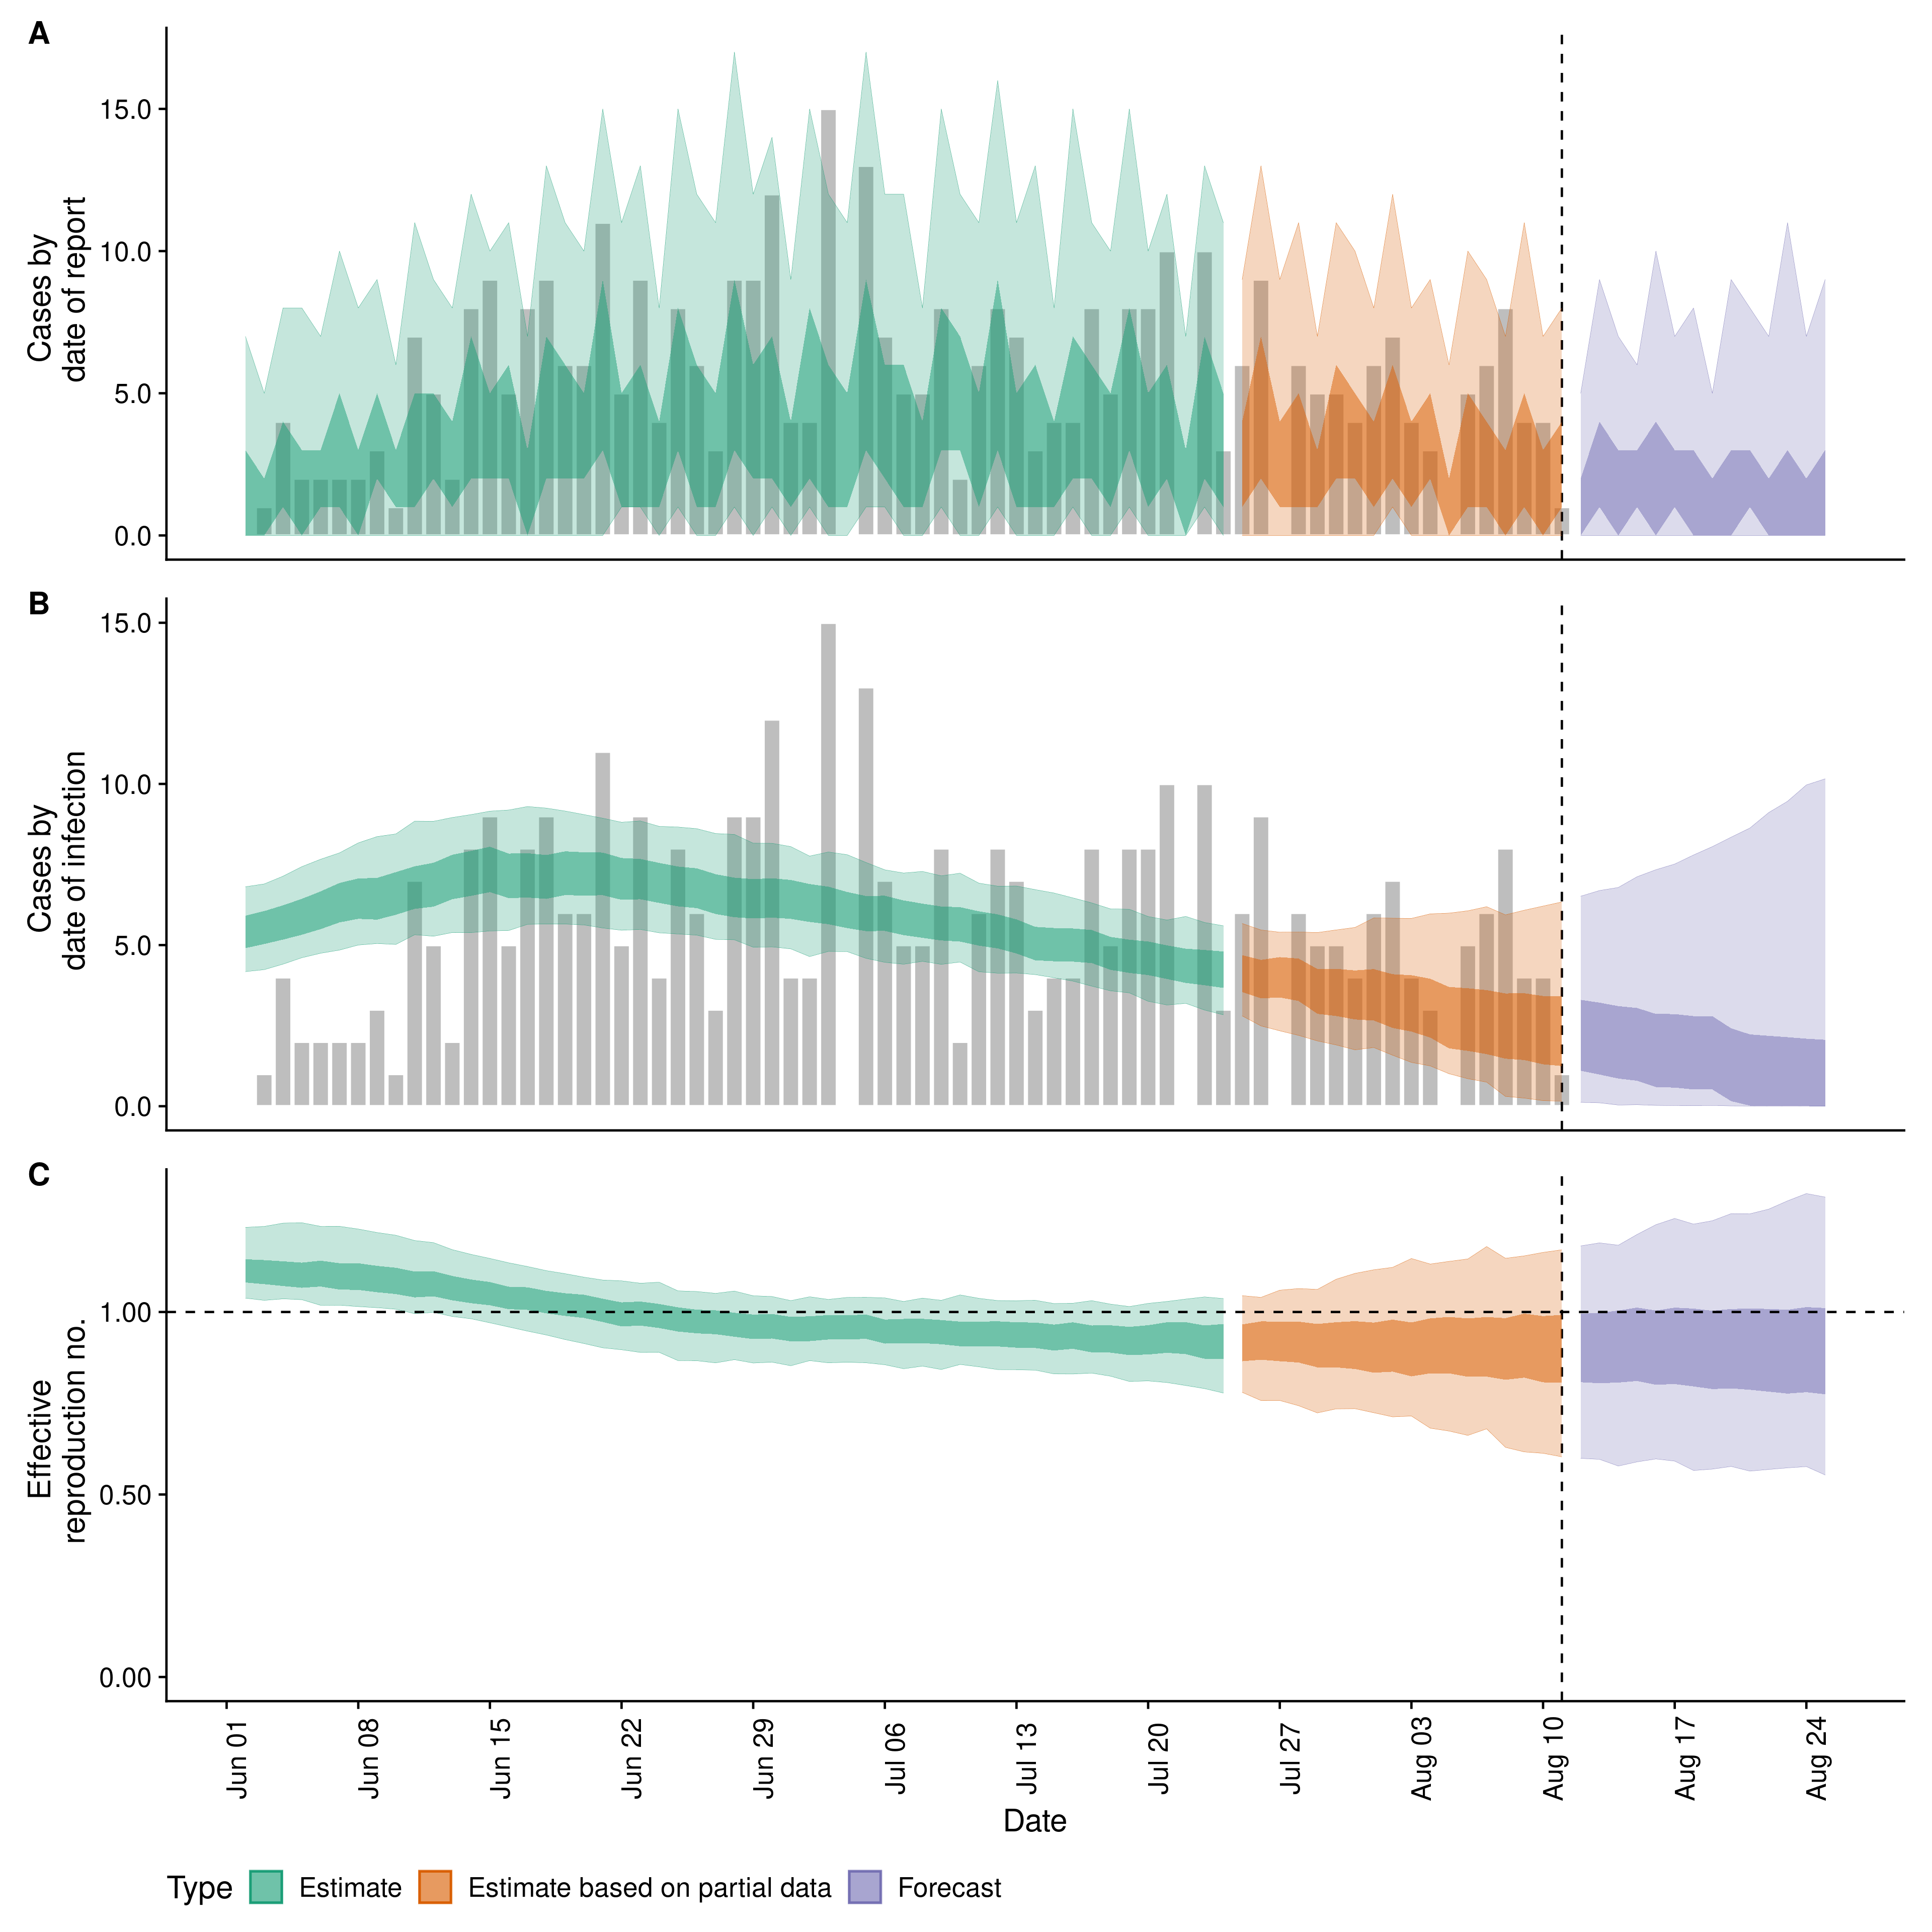 A
Cases by
date of report
15.0
10.0
5.0
0.0
B
Cases by
date of infection
15.0
10.0
5.0
0.0
C
Effective
reproduction no.
1.00
0.50
0.00
Jun 01
Jun 08
Jun 15
Jun 22
Jun 29
Jul 06
Jul 13
Jul 20
Jul 27
Aug 03
Aug 10
Aug 17
Aug 24
Date
Type Estimate Estimate based on partial data Forecast